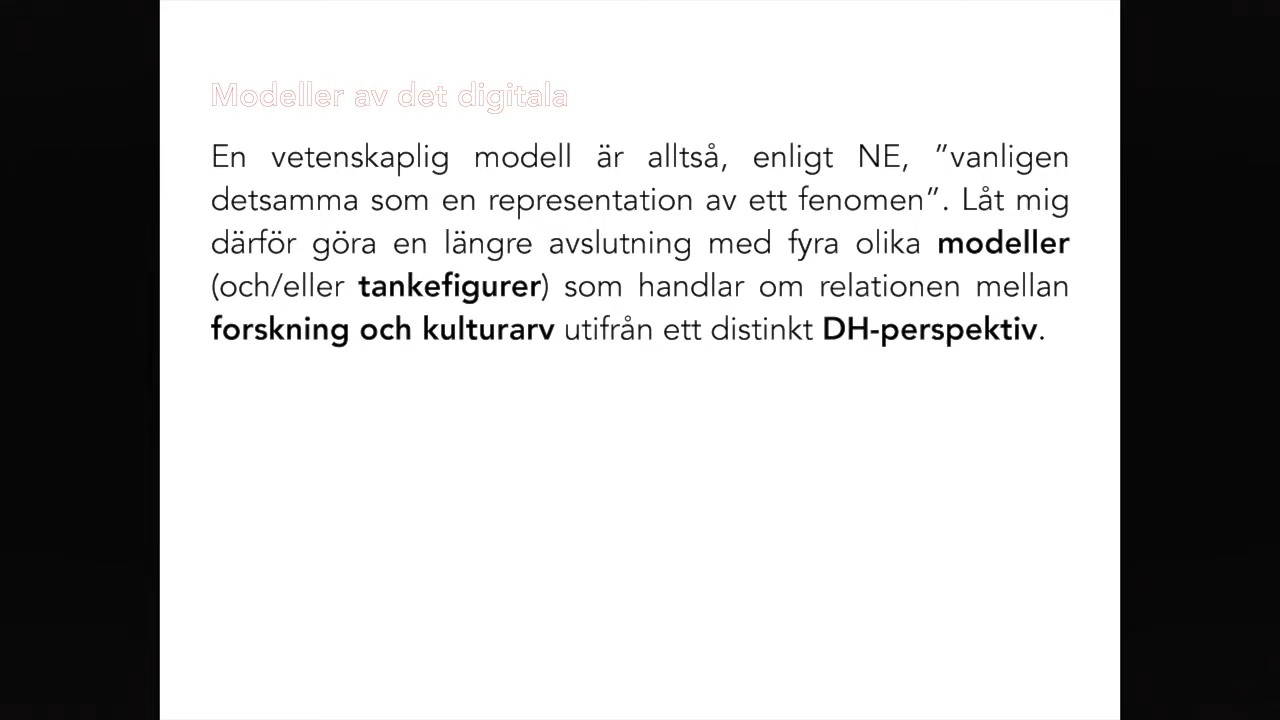 Modeller av det digitala
En vetenskaplig modell är alltså, enligt NE, ”vanligen
detsamma som en representation av ett fenomen”. Låt mig
därför göra en längre avslutning med fyra olika modeller
(och/eller tankefigurer) som handlar om relationen mellan
forskning och kulturarv utifrån ett distinkt DH-perspektiv.